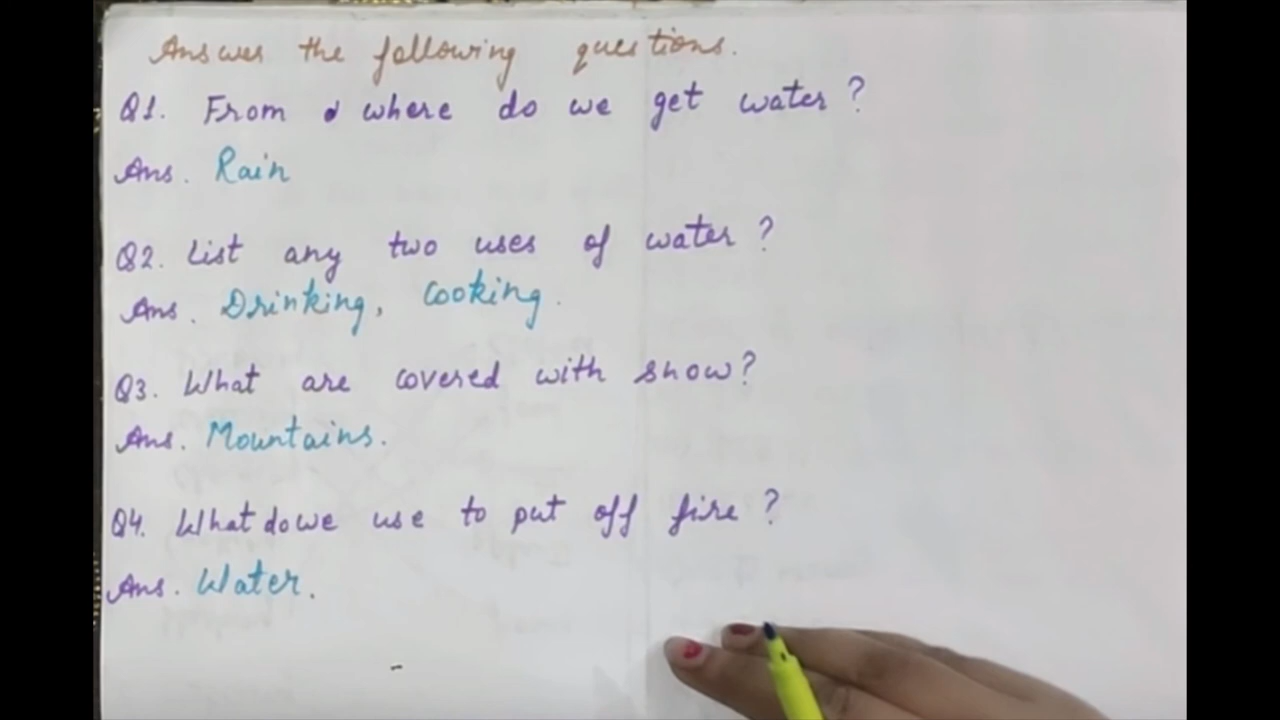 Answer the following questions.
Q1. From where do we get water?
Ans. Rain
Q2. List any two uses of water?
Ans. Drinking, Cooking.
Q3. What are covered with snow?
Ans. Mountains.
Q4. What do we use to put off fire?
Ans. Water.